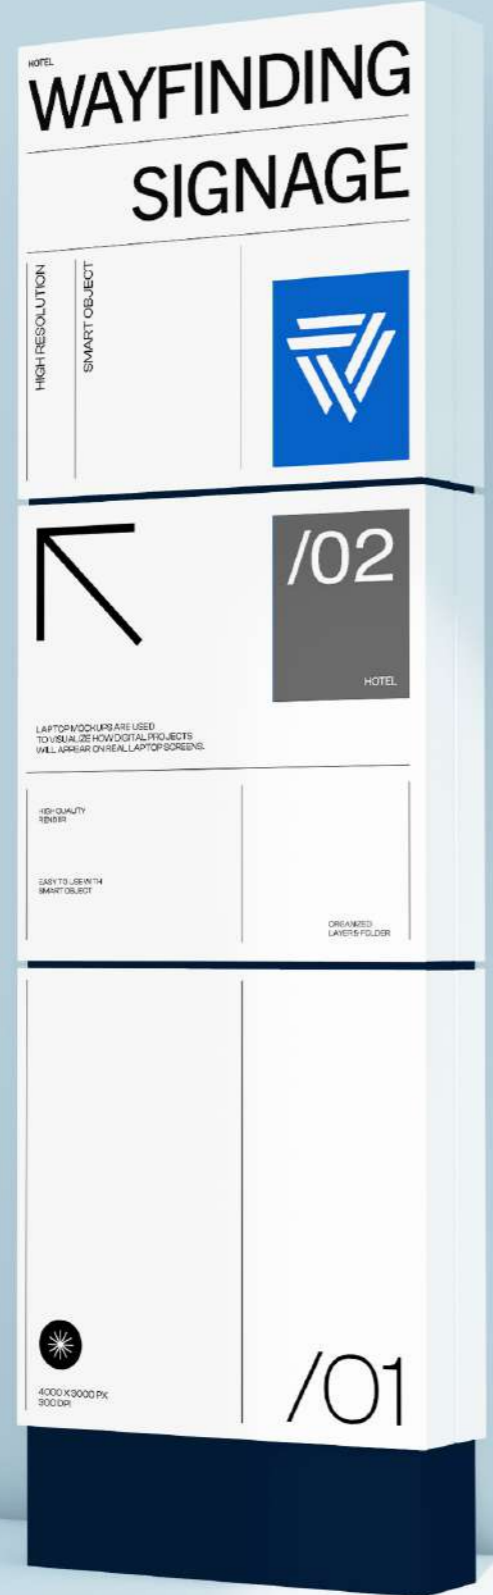 HOTEL
WAYFINDING
SIGNAGE
HIGH RESOLUTION
SMART OBJECT
/02
HOTEL
LAPTOP MOCKUPS ARE USED
TO VISUALIZE HOW DIGITAL PROJECTS
WILL APPEAR ON REAL LAPTOP SCREENS.
HIGH QUALITY
RENDER
EASY TO USE WITH
SMART OBJECT
ORGANIZED
LAYER & FOLDER
4000 X 3000 PX
300 DPI
/01